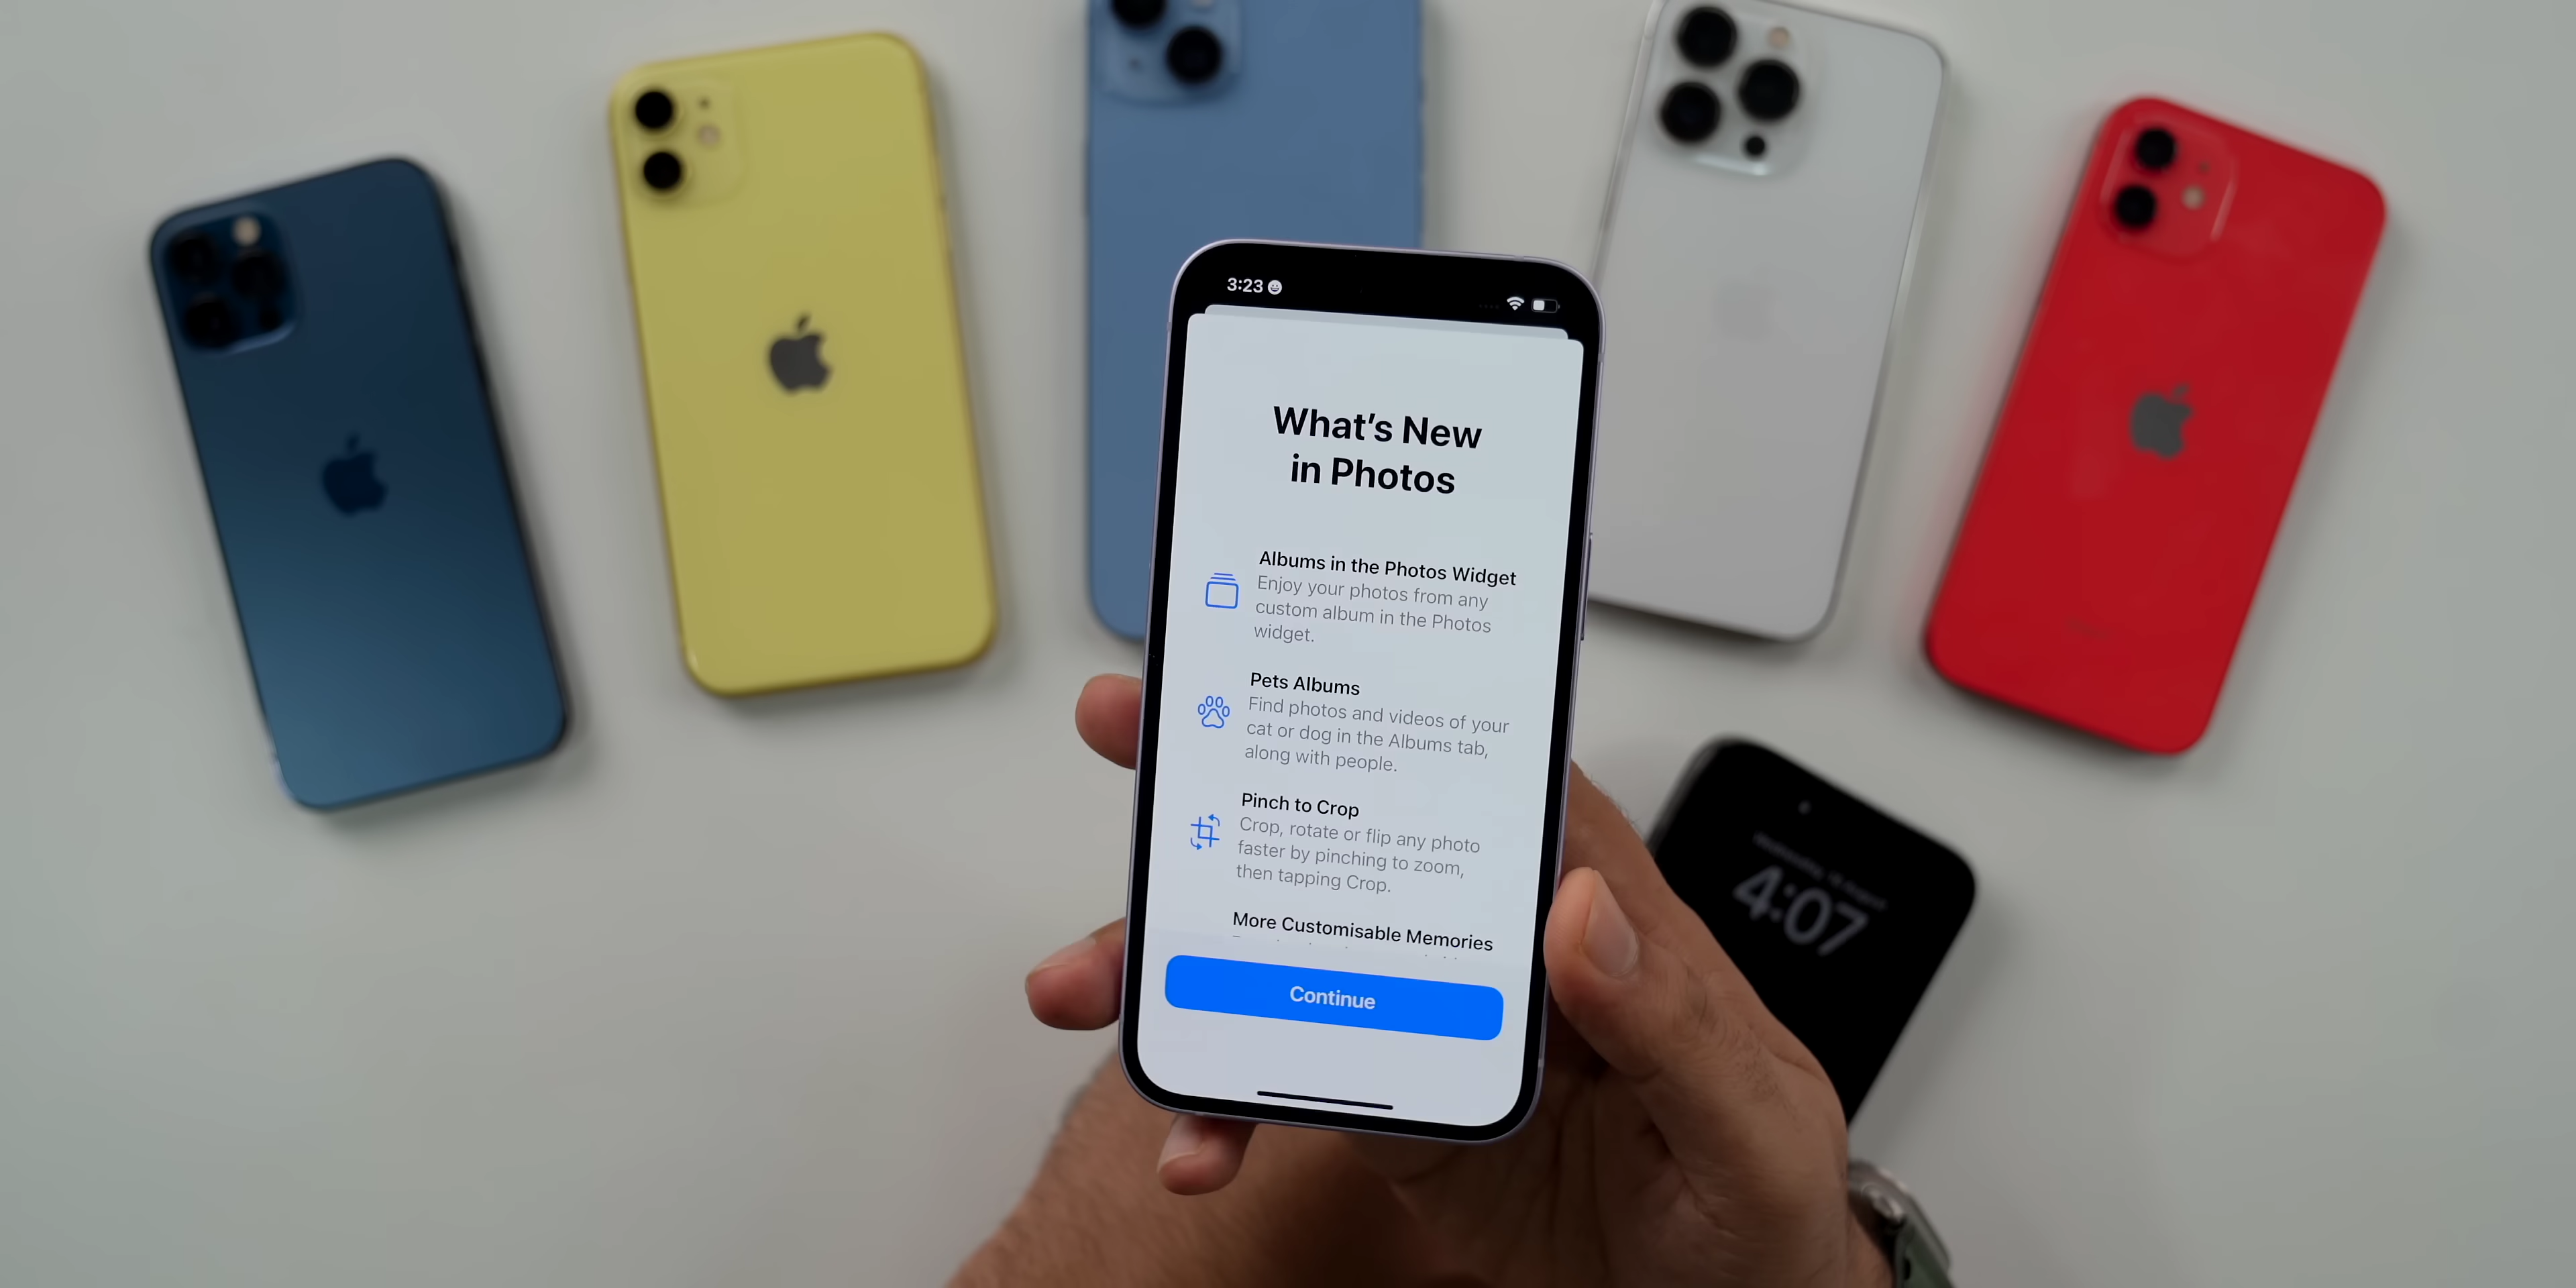 3:23
What's New
in Photos
Albums in the Photos Widget
Enjoy your photos from any
custom album in the Photos
widget.
Pets Albums
Find photos and videos of your
cat or dog in the Albums tab,
along with people.
Pinch to Crop
Crop, rotate or flip any photo
faster by pinching to zoom,
then tapping Crop.
More Customisable Memories
Continue
4:07